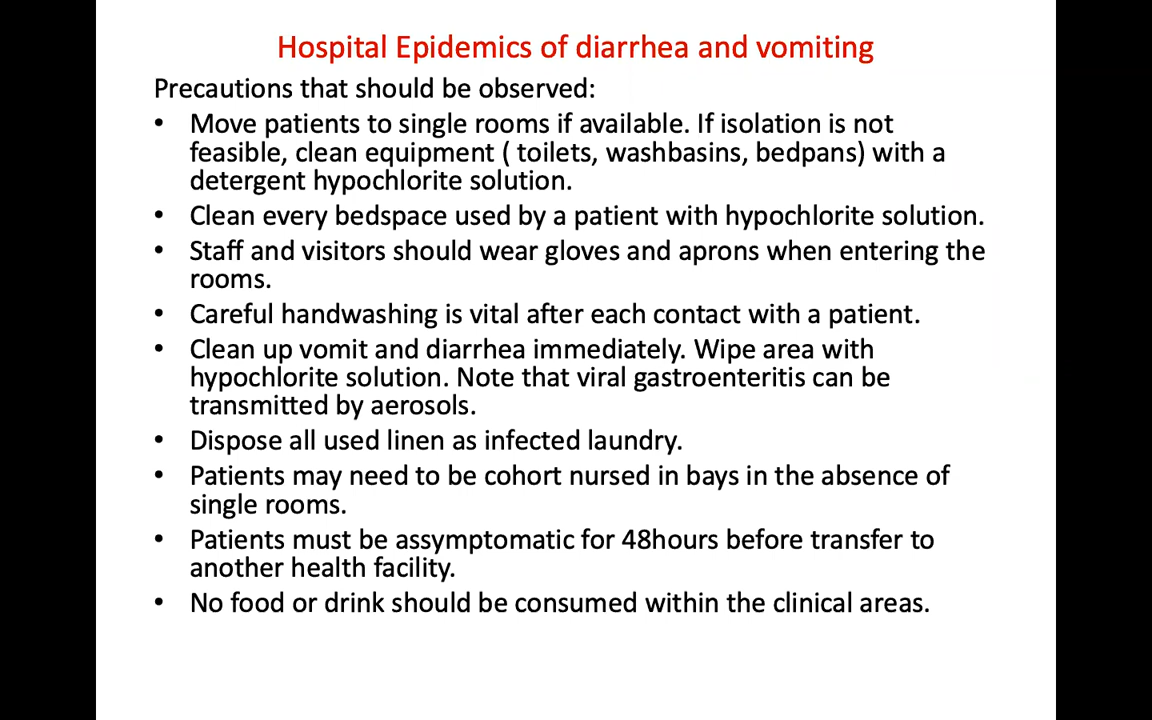 Hospital Epidemics of diarrhea and vomiting
Precautions that should be observed:
• Move patients to single rooms if available. If isolation is not
feasible, clean equipment ( toilets, washbasins, bedpans) with a
detergent hypochlorite solution.
• Clean every bedspace used by a patient with hypochlorite solution.
• Staff and visitors should wear gloves and aprons when entering the
rooms.
• Careful handwashing is vital after each contact with a patient.
• Clean up vomit and diarrhea immediately. Wipe area with
hypochlorite solution. Note that viral gastroenteritis can be
transmitted by aerosols.
• Dispose all used linen as infected laundry.
• Patients may need to be cohort nursed in bays in the absence of
single rooms.
• Patients must be assymptomatic for 48hours before transfer to
another health facility.
• No food or drink should be consumed within the clinical areas.